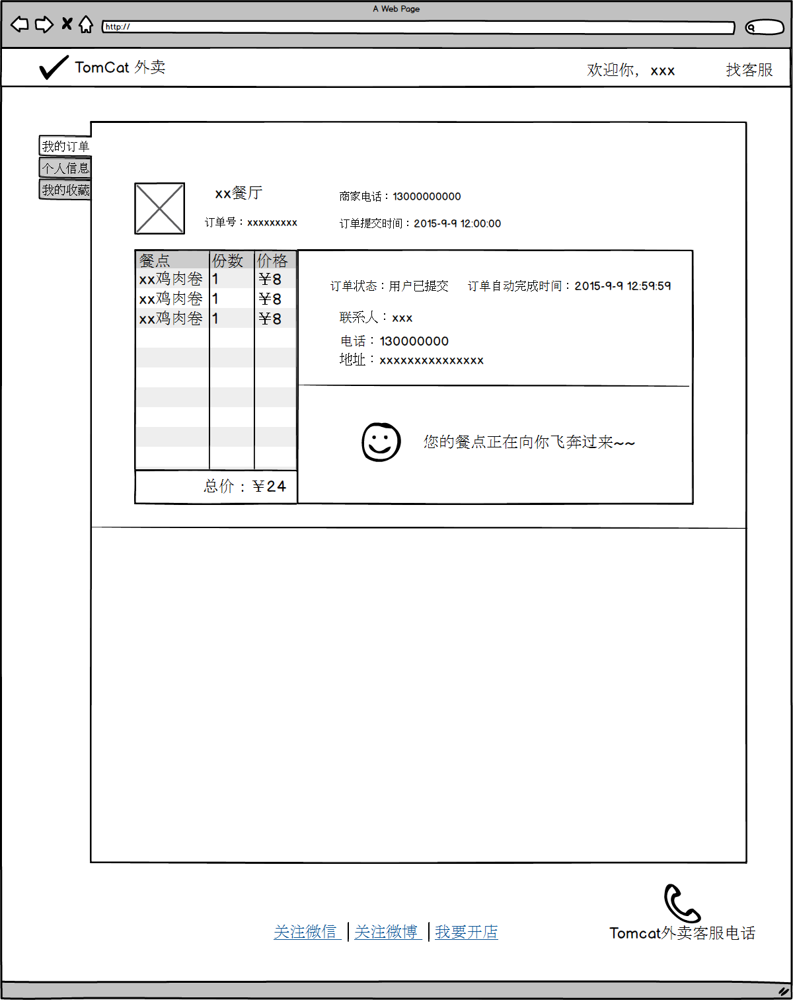 A Web Page
http://
TomCat 外卖
欢迎你，xxx
找客服
我的订单
个人信息
我的收藏
xx餐厅
商家电话：13000000000
订单号：xxxxxxxxx
订单提交时间：2015-9-9 12:00:00
餐点 份数 价格
xx鸡肉卷 1 ￥8
xx鸡肉卷 1 ￥8
xx鸡肉卷 1 ￥8
总价：￥24
订单状态：用户已提交 订单自动完成时间：2015-9-9 12:59:59
联系人：xxx
电话：130000000
地址：xxxxxxxxxxxxxxx
您的餐点正在向你飞奔过来~~
关注微信 | 关注微博 | 我要开店
Tomcat外卖客服电话